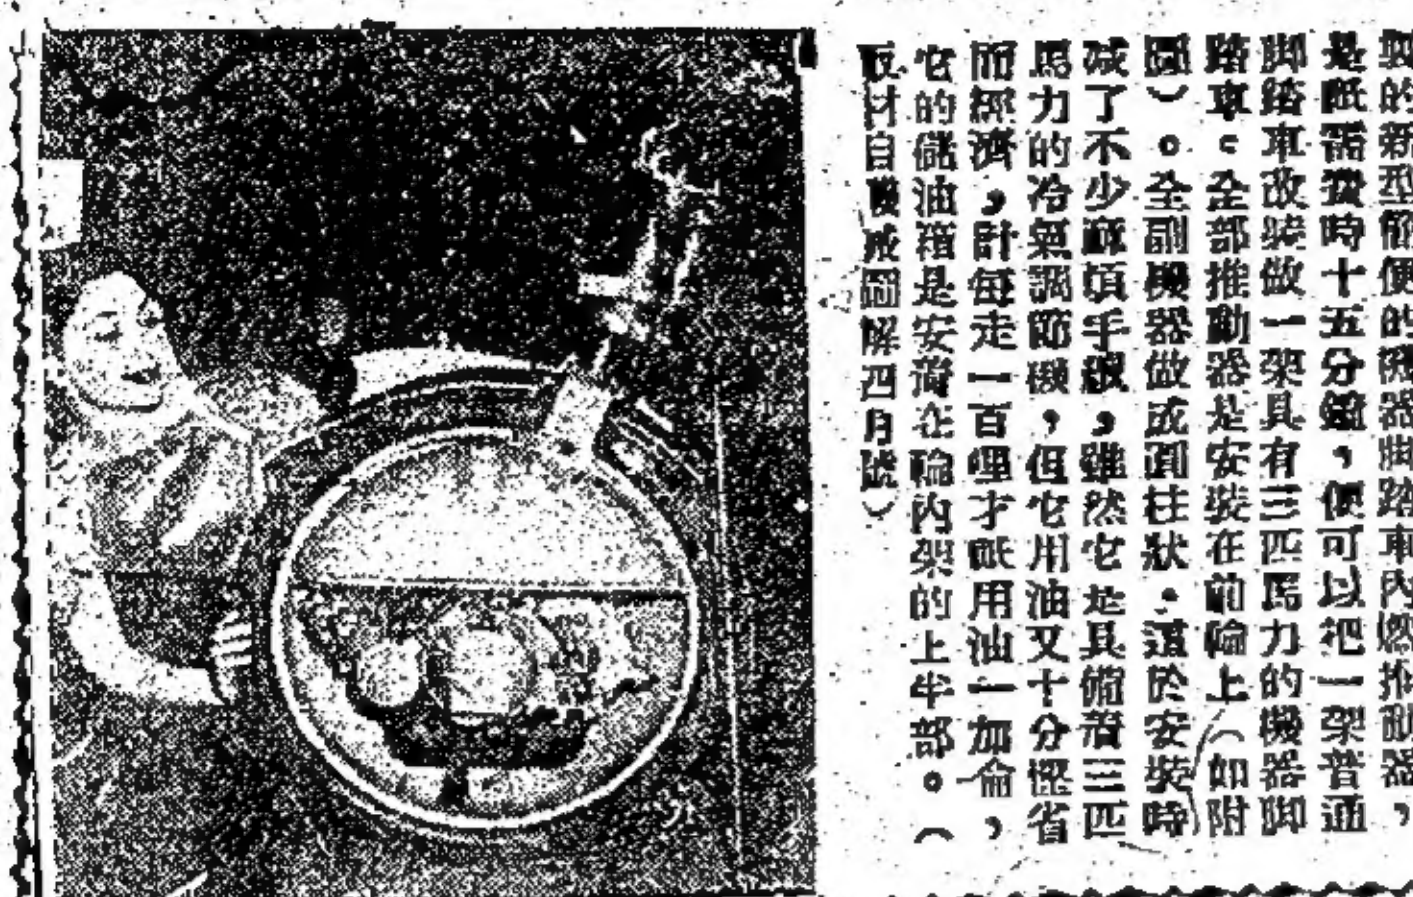 製的新型簡便的機器脚踏車內燃推動器，
是祇需費時十五分鐘，便可以把一架普通
脚踏車改裝做一架具有三匹馬力的機器脚
踏車。全部推動器是安裝在前輪上（如附
圖）。全副機器做成圓柱狀，適於安裝時
減了不少麻煩手續，雖然它是具備着三匹
馬力的冷氣調節機，但它用油又十分慳省
而經濟，計每走一百哩才祇用油一加侖，
它的儲油箱是安置在輪內架的上半部。（
取材自機械圖解四月號）